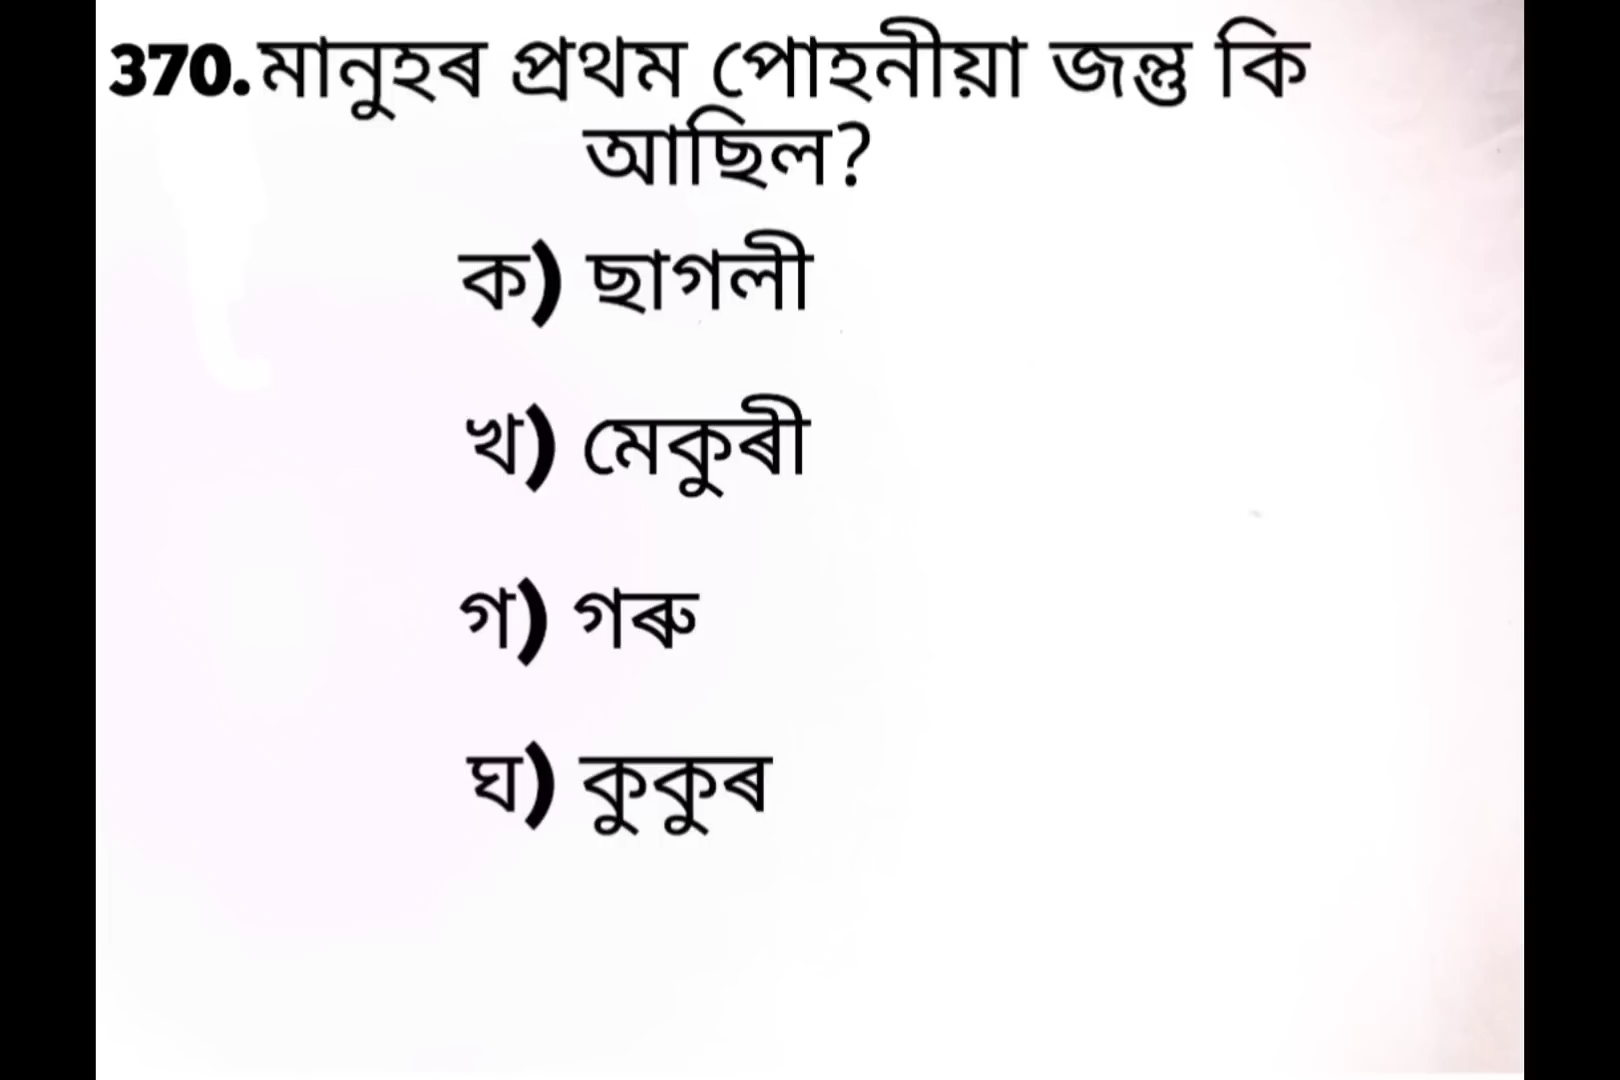 370.মানুহৰ প্ৰথম পোহনীয়া জন্তু কি
আছিল?
ক) ছাগলী
খ) মেকুৰী
গ) গৰু
ঘ) কুকুৰ